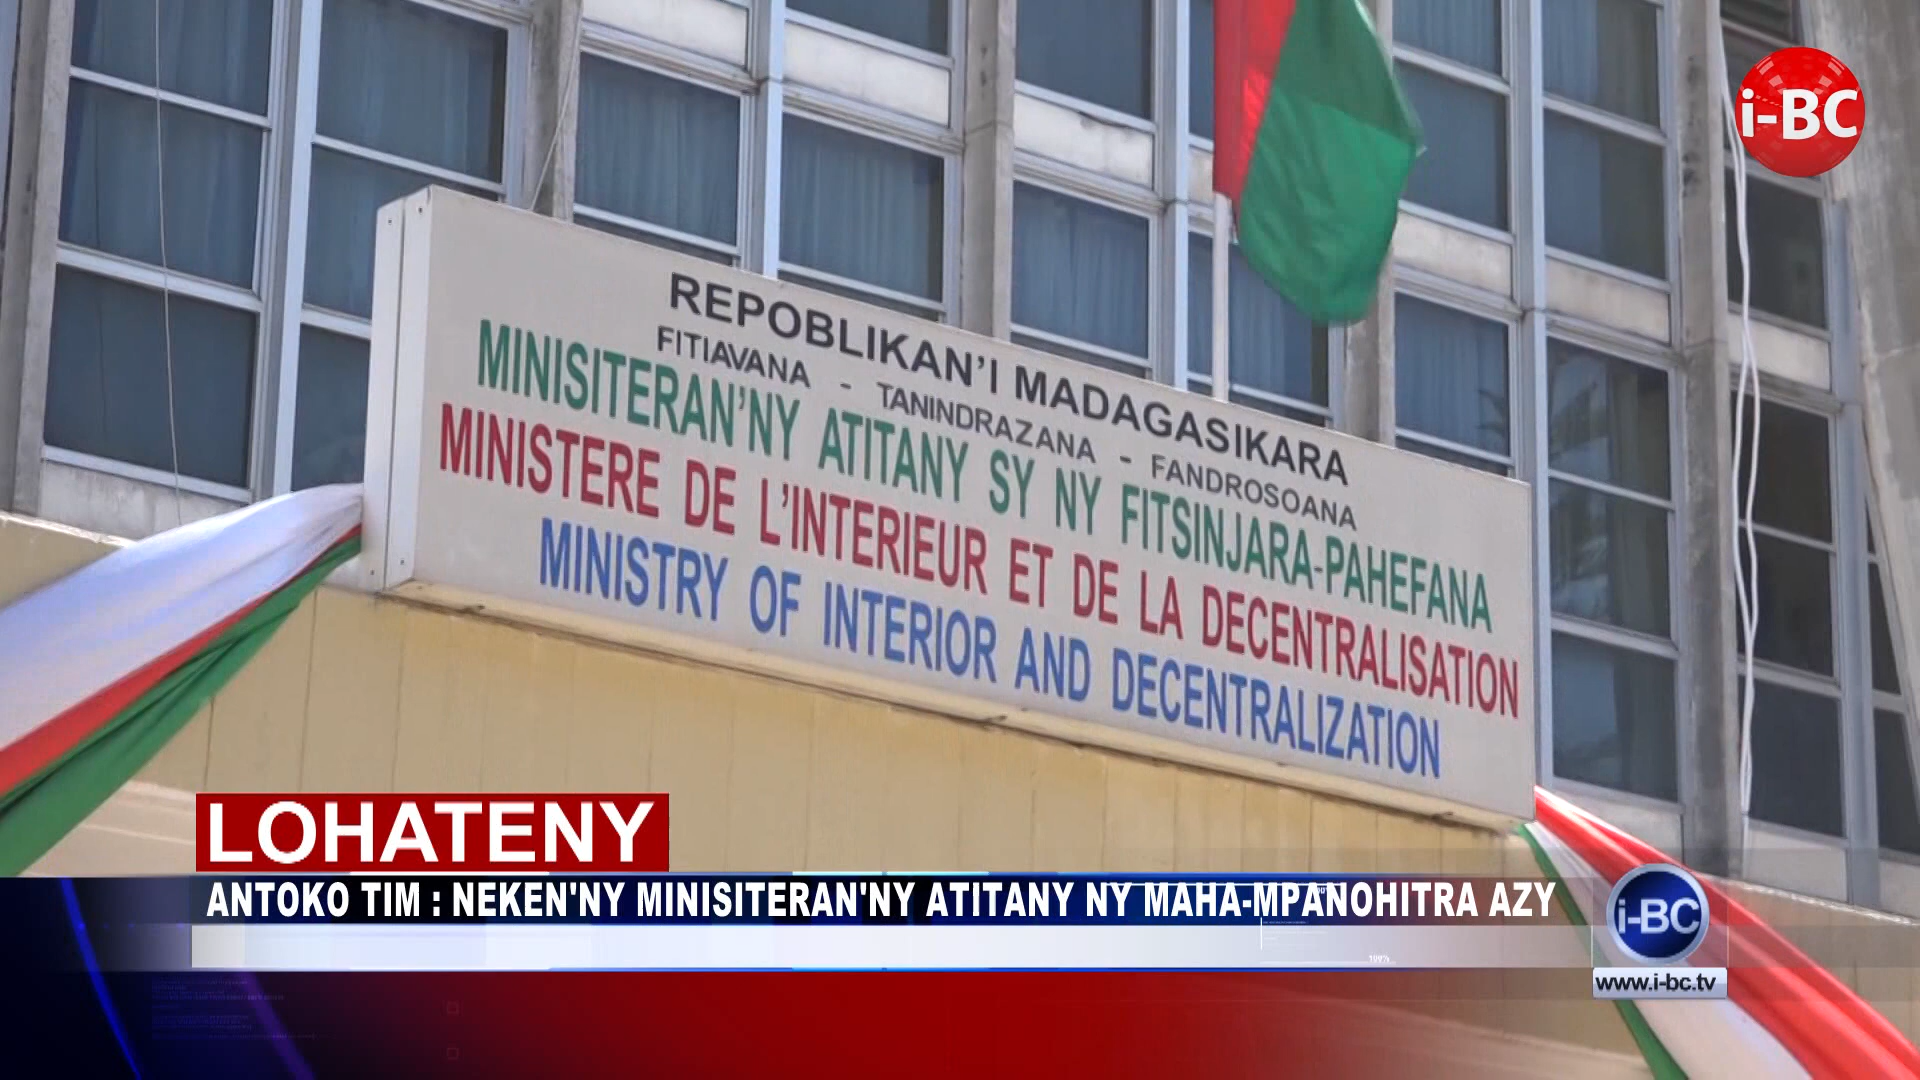 i-BC
REPOBLIKAN'I MADAGASIKARA
FITIAVANA - TANINDRAZANA - FANDROSOANA
MINISITERAN'NY ATITANY SY NY FITSINJARA-PAHEFANA
MINISTERE DE L'INTERIEUR ET DE LA DECENTRALISATION
MINISTRY OF INTERIOR AND DECENTRALIZATION
LOHATENY
ANTOKO TIM : NEKEN'NY MINISITERAN'NY ATITANY NY MAHA-MPANOHITRA AZY
i-BC
100%
www.i-bc.tv